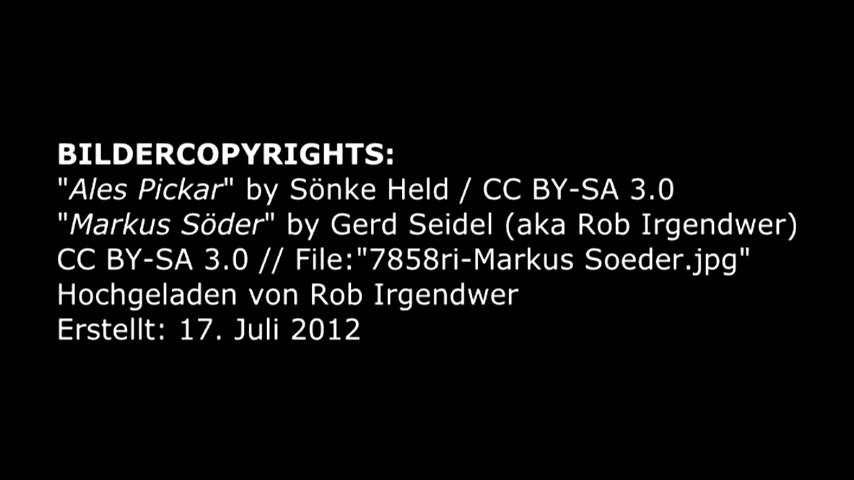 BILDERCOPYRIGHTS:
"Ales Pickar" by Sönke Held / CC BY-SA 3.0
"Markus Söder" by Gerd Seidel (aka Rob Irgendwer)
CC BY-SA 3.0 // File:"7858ri-Markus Soeder.jpg"
Hochgeladen von Rob Irgendwer
Erstellt: 17. Juli 2012